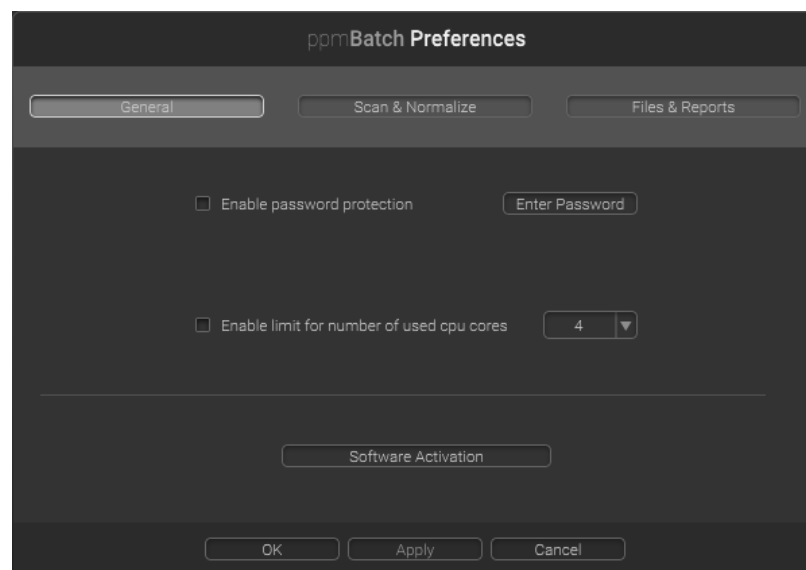 ppmBatch Preferences
General Scan & Normalize Files & Reports
Enable password protection Enter Password
Enable limit for number of used cpu cores 4
Software Activation
OK Apply Cancel